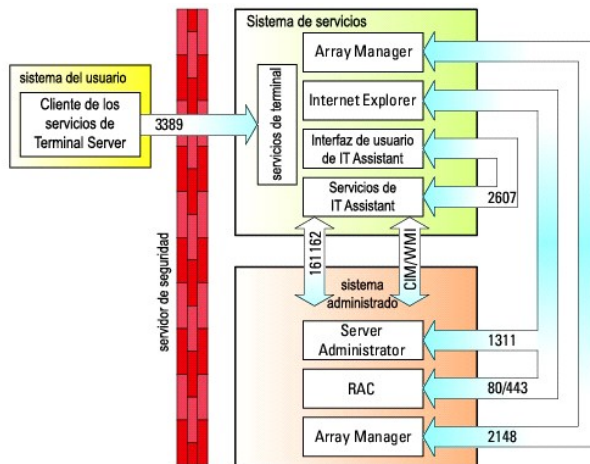 sistema del usuario
Cliente de los
servicios de
Terminal Server
3389
servidor de seguridad
Sistema de servicios
servicios de terminal
Array Manager
Internet Explorer
Interfaz de usuario
de IT Assistant
Servicios de
IT Assistant
2607
161162
CIM/WMI
sistema
administrado
Server
Administrator
1311
RAC
80/443
Array Manager
2148